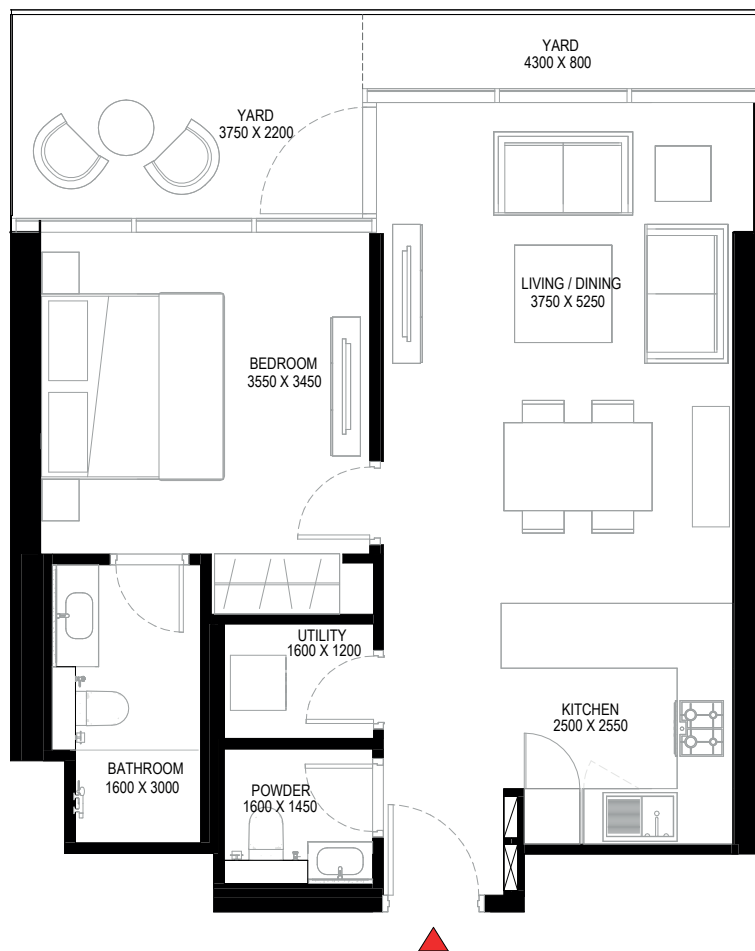 YARD
4300 X 800
YARD
3750 X 2200
LIVING / DINING
3750 X 5250
BEDROOM
3550 X 3450
UTILITY
1600 X 1200
KITCHEN
2500 X 2550
BATHROOM
1600 X 3000
POWDER
1600 X 1450